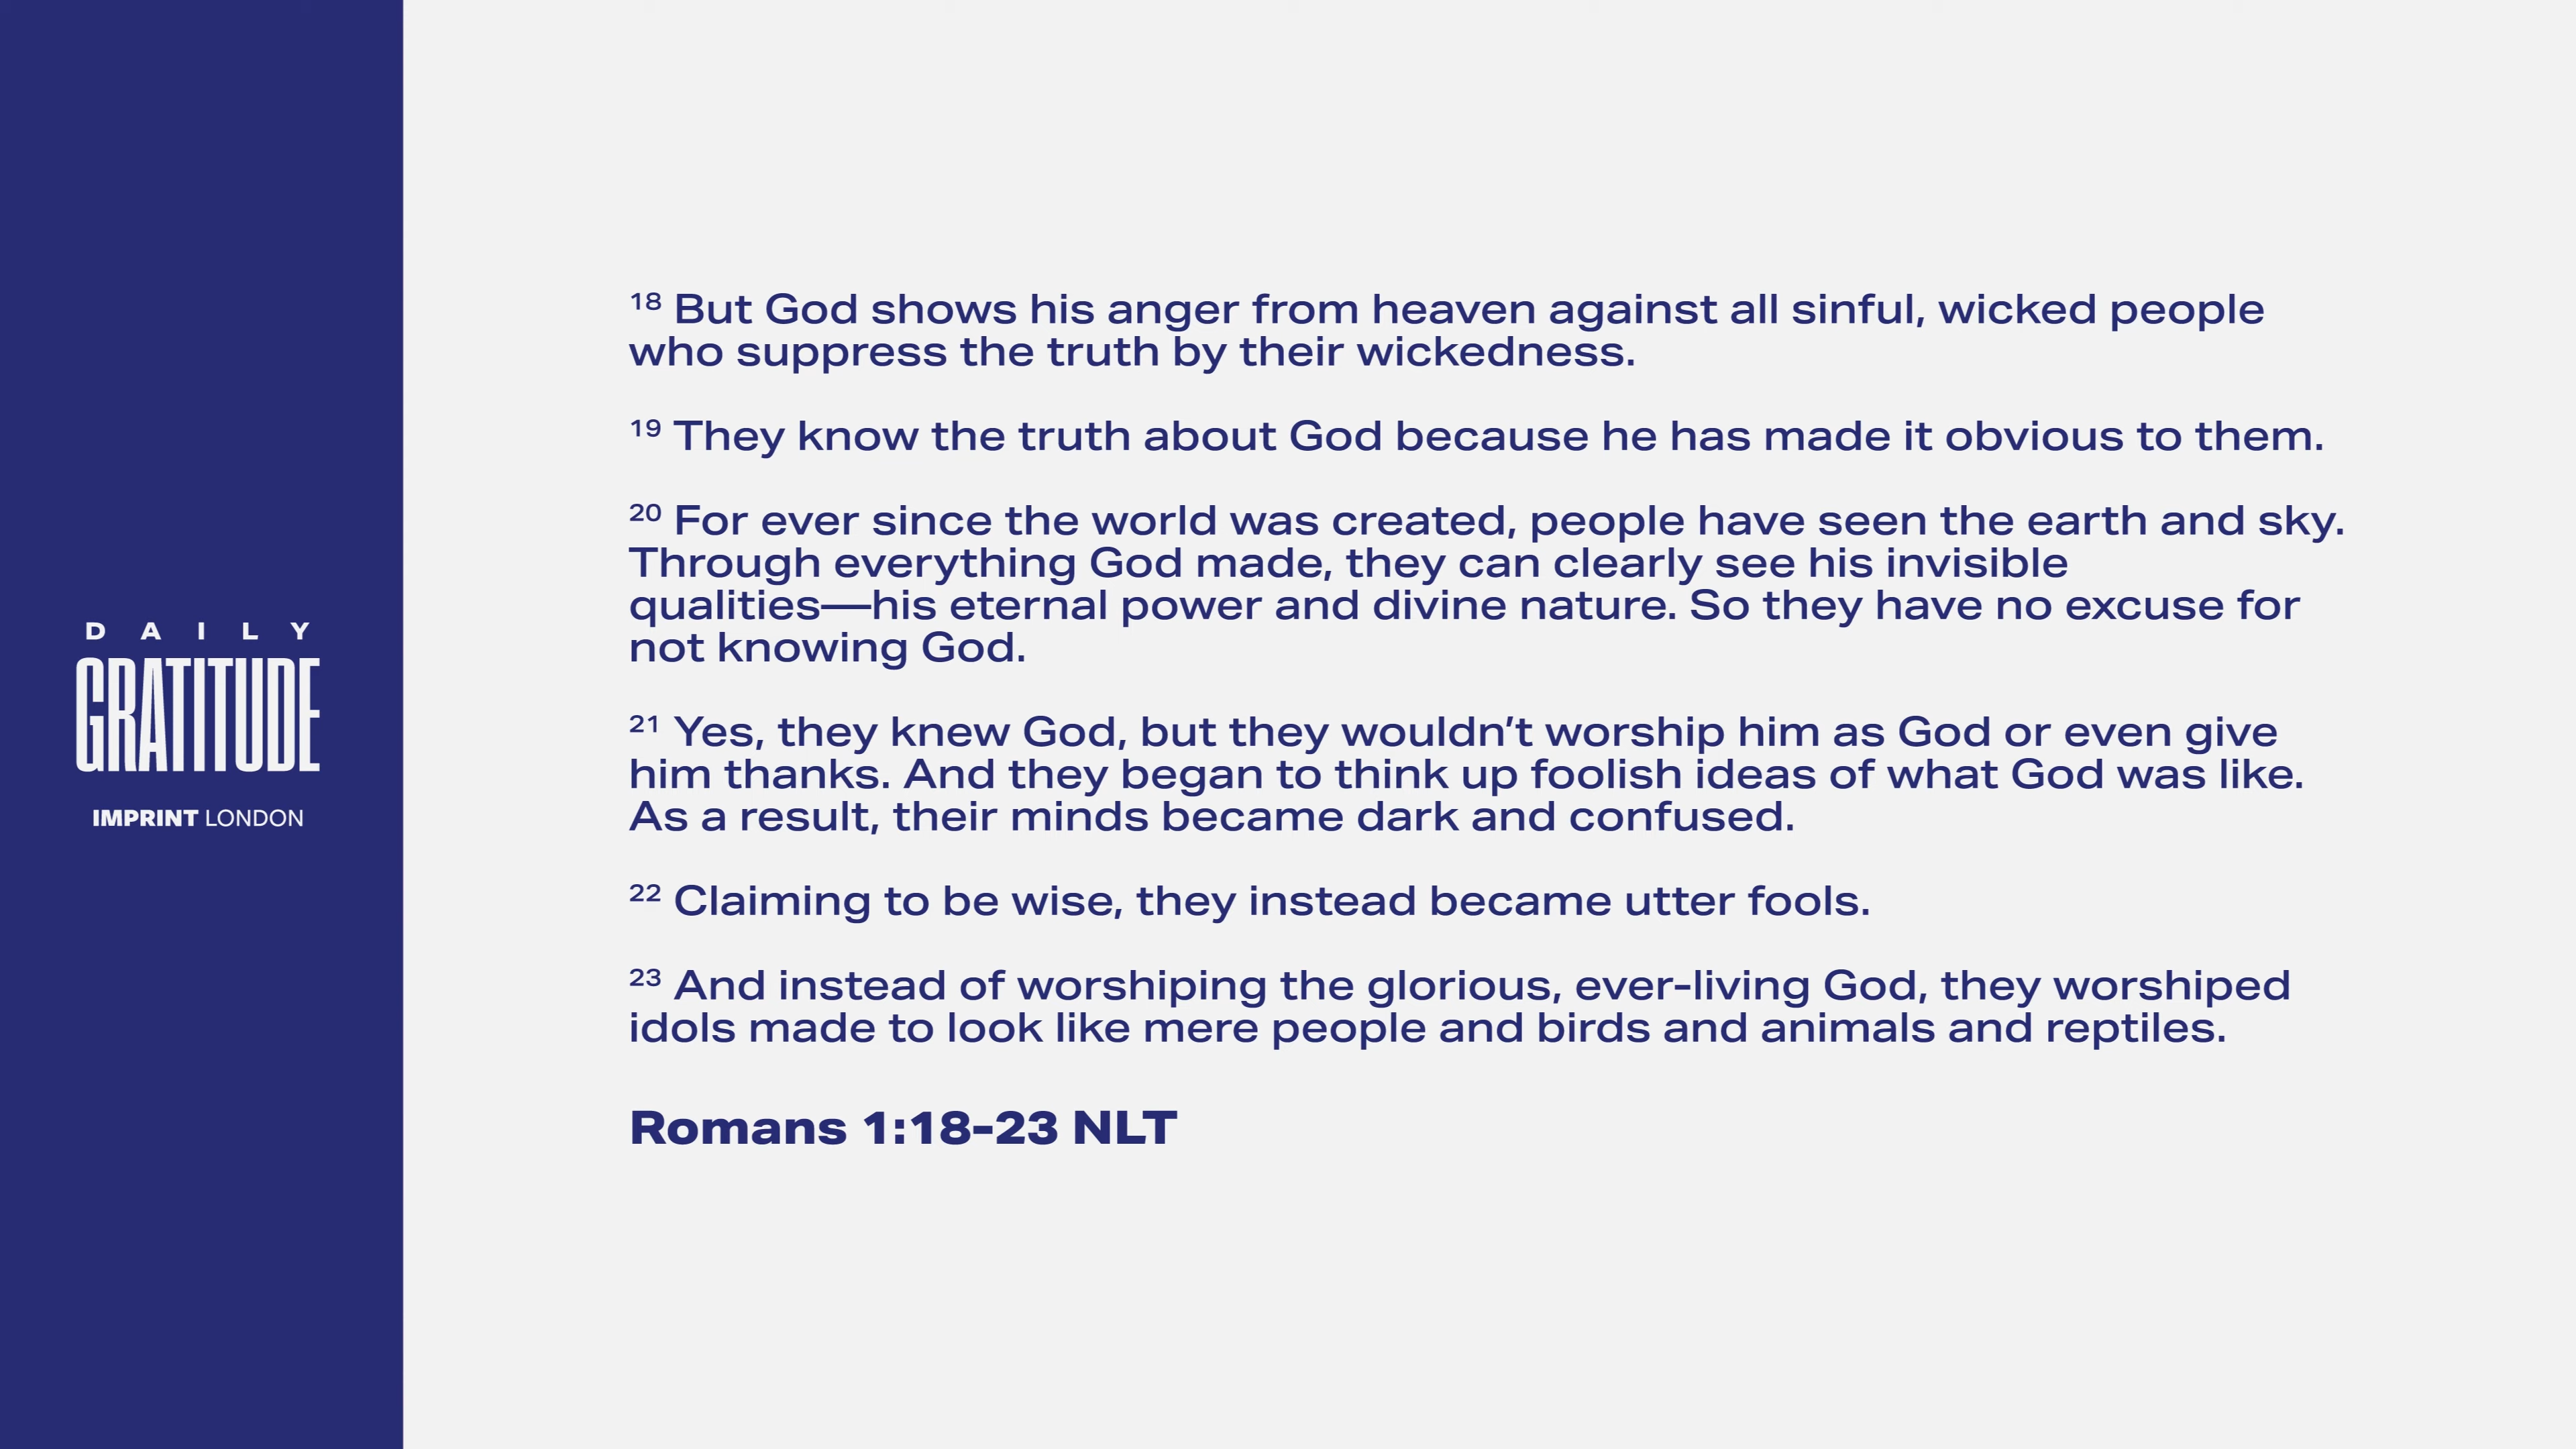 DAILY
GRATITUDE
IMPRINT LONDON
18 But God shows his anger from heaven against all sinful, wicked people
who suppress the truth by their wickedness.
19 They know the truth about God because he has made it obvious to them.
20 For ever since the world was created, people have seen the earth and sky.
Through everything God made, they can clearly see his invisible
qualities—his eternal power and divine nature. So they have no excuse for
not knowing God.
21 Yes, they knew God, but they wouldn’t worship him as God or even give
him thanks. And they began to think up foolish ideas of what God was like.
As a result, their minds became dark and confused.
22 Claiming to be wise, they instead became utter fools.
23 And instead of worshiping the glorious, ever-living God, they worshiped
idols made to look like mere people and birds and animals and reptiles.
Romans 1:18-23 NLT